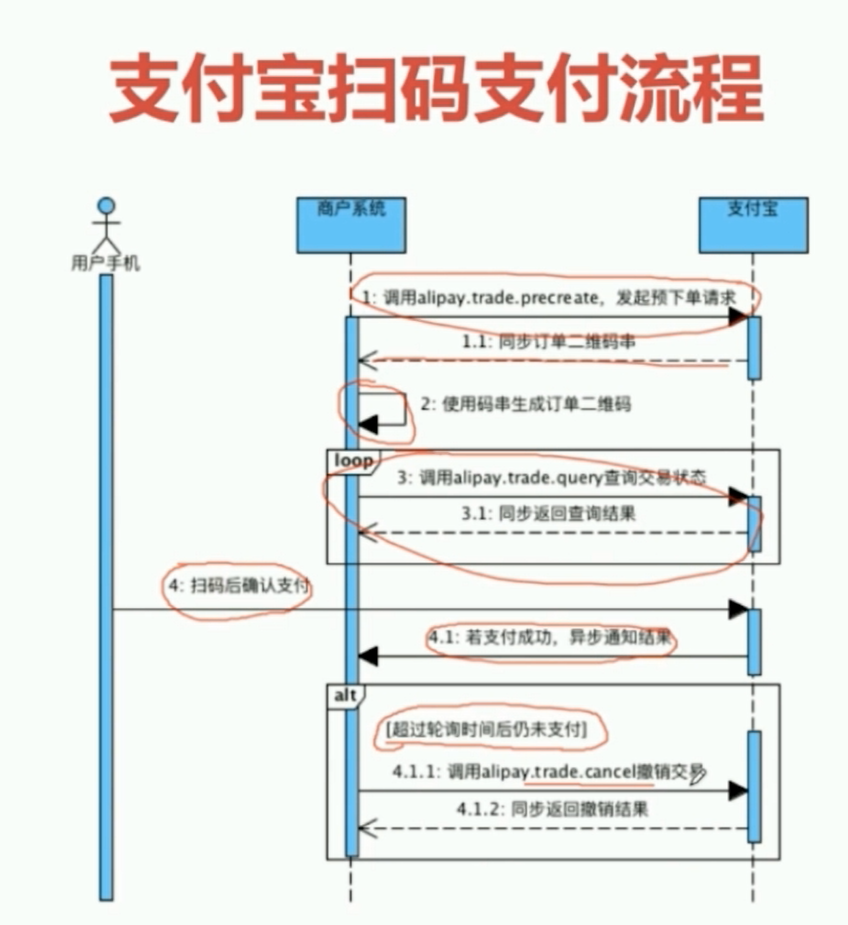 支付宝扫码支付流程
商户系统
支付宝
用户手机
1: 调用alipay.trade.precreate，发起预下单请求
1.1: 同步订单二维码串
2: 使用码串生成订单二维码
loop
3: 调用alipay.trade.query查询交易状态
3.1: 同步返回查询结果
4: 扫码后确认支付
4.1: 若支付成功，异步通知结果
alt
[超过轮询时间后仍未支付]
4.1.1: 调用alipay.trade.cancel撤销交易
4.1.2: 同步返回撤销结果